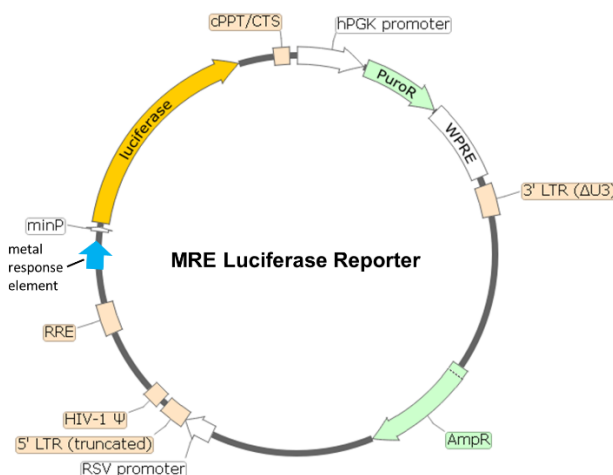 cPPT/CTS
hPGK promoter
PuroR
WPRE
luciferase
3' LTR (ΔU3)
minP
metal
response
element
MRE Luciferase Reporter
RRE
HIV-1 Ψ
5' LTR (truncated)
RSV promoter
AmpR